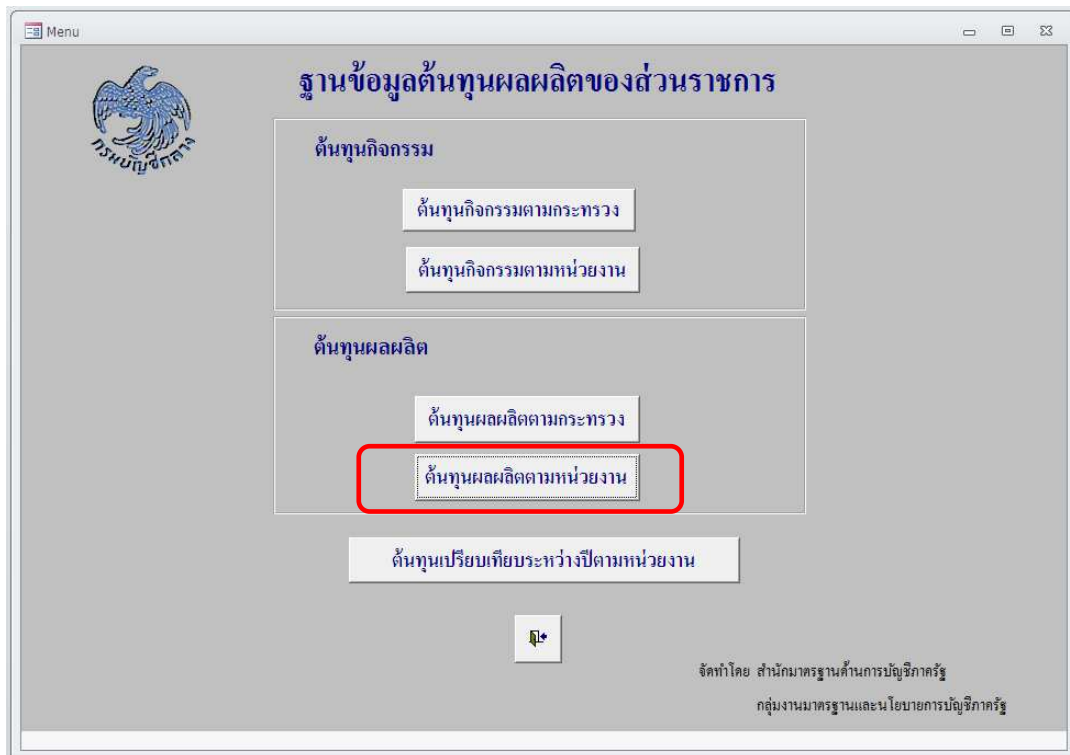 Menu
ฐานข้อมูลต้นทุนผลผลิตของส่วนราชการ
กรมบัญชีกลาง
ต้นทุนกิจกรรม
ต้นทุนกิจกรรมตามกระทรวง
ต้นทุนกิจกรรมตามหน่วยงาน
ต้นทุนผลผลิต
ต้นทุนผลผลิตตามกระทรวง
ต้นทุนผลผลิตตามหน่วยงาน
ต้นทุนเปรียบเทียบระหว่างปีตามหน่วยงาน
จัดทำโดย สำนักมาตรฐานด้านการบัญชีภาครัฐ
กลุ่มงานมาตรฐานและนโยบายการบัญชีภาครัฐ